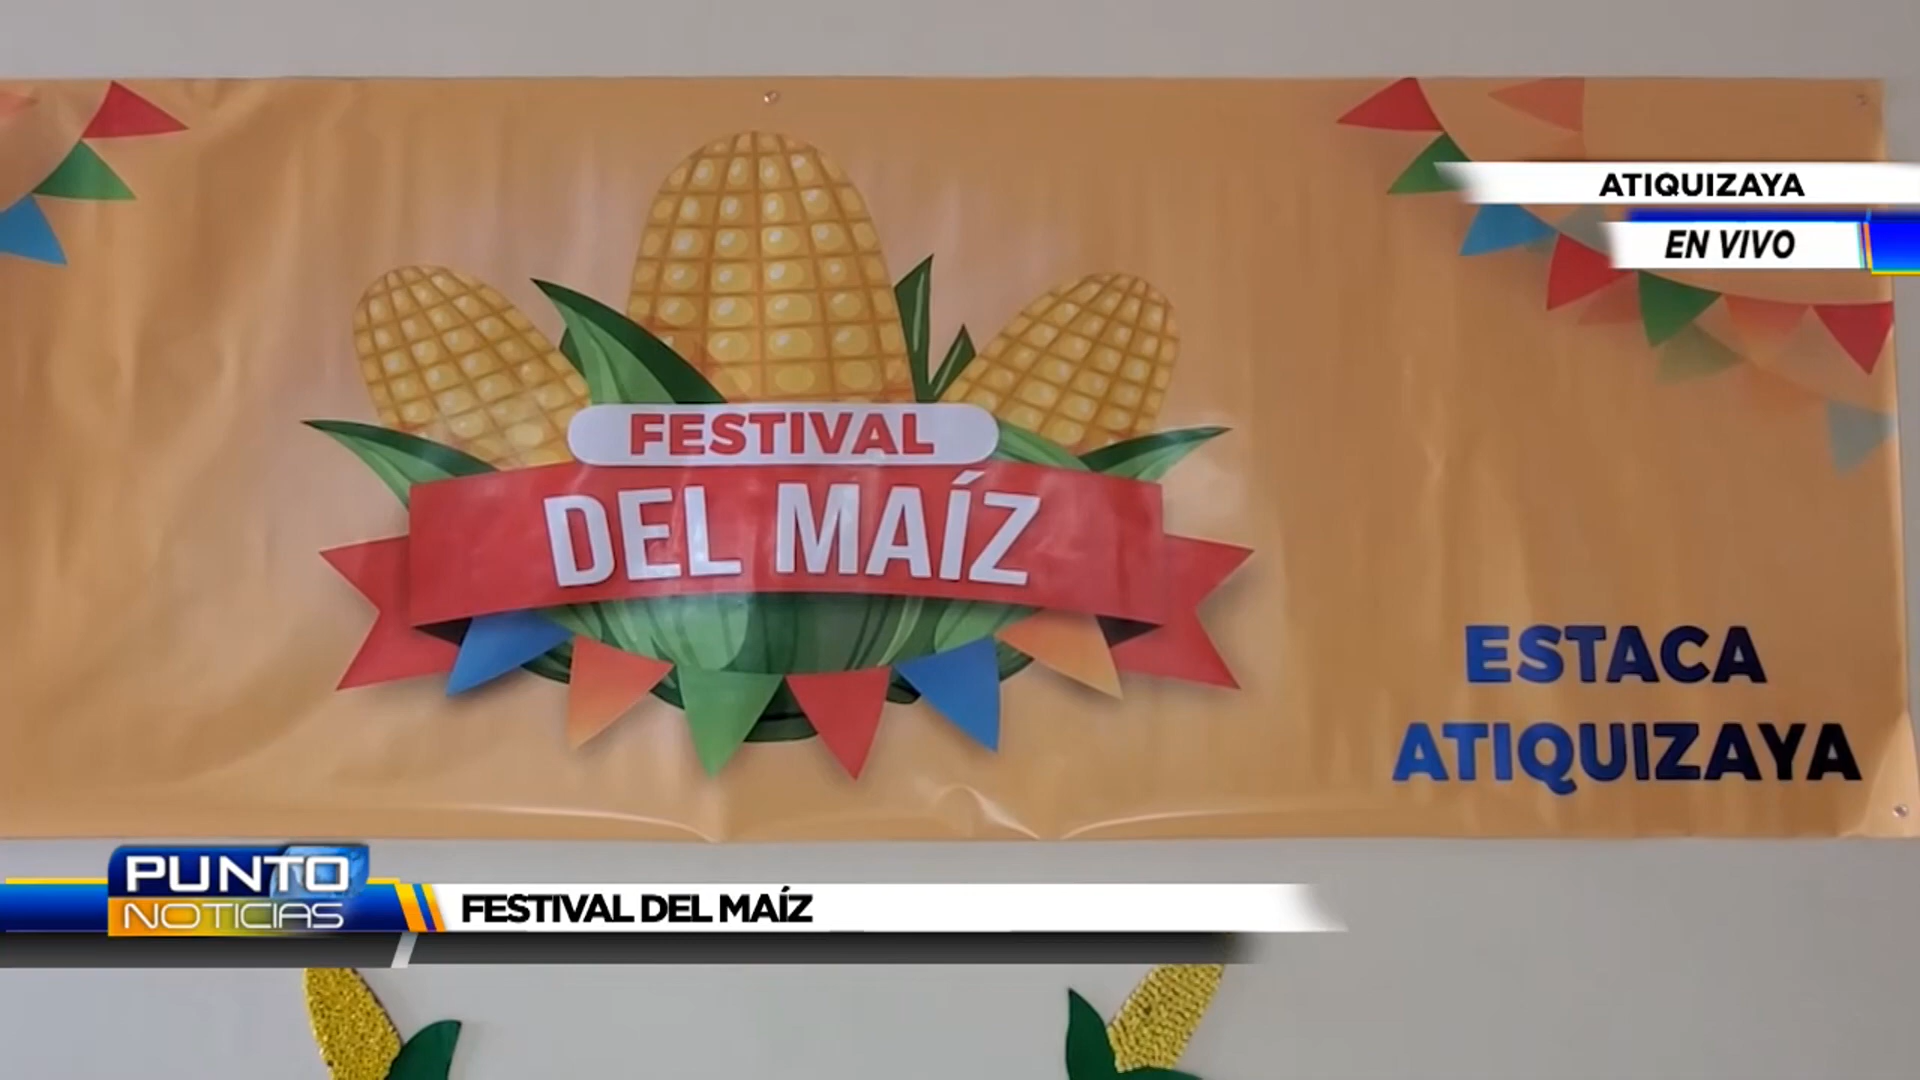 ATIQUIZAYA
EN VIVO
FESTIVAL
DEL MAÍZ
ESTACA
ATIQUIZAYA
PUNTO
NOTICIAS
FESTIVAL DEL MAÍZ